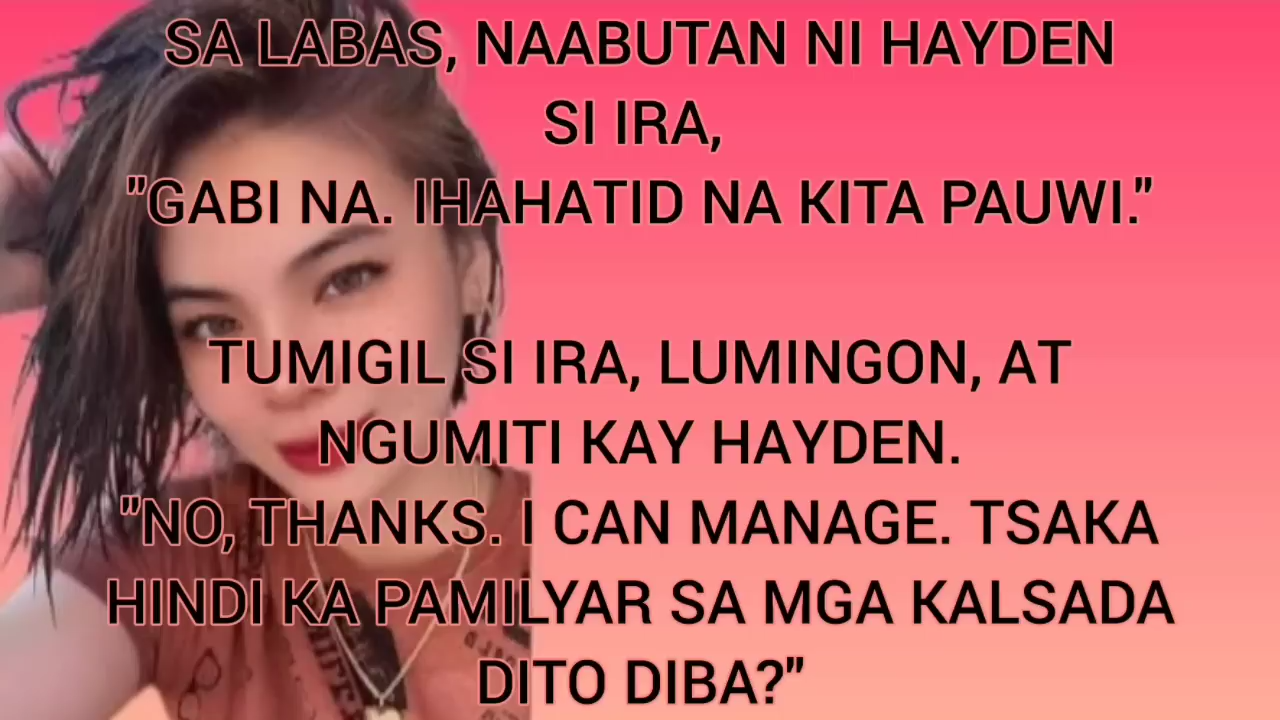 SA LABAS, NAABUTAN NI HAYDEN
SI IRA,
"GABI NA. IHAHATID NA KITA PAUWI."
TUMIGIL SI IRA, LUMINGON, AT
NGUMITI KAY HAYDEN.
"NO, THANKS. I CAN MANAGE. TSAKA
HINDI KA PAMILYAR SA MGA KALSADA
DITO DIBA?"